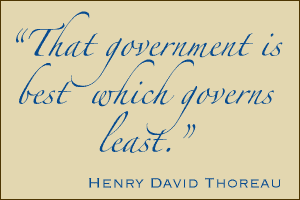 “That government is
best which governs
least.”
HENRY DAVID THOREAU